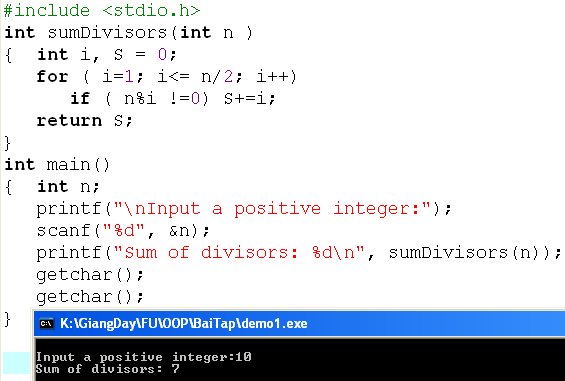 #include <stdio.h>
int sumDivisors(int n )
{  int i, S = 0;
   for ( i=1; i<= n/2; i++)
      if ( n%i !=0) S+=i;
   return S;
}
int main()
{  int n;
   printf("\nInput a positive integer:");
   scanf("%d", &n);
   printf("Sum of divisors: %d\n", sumDivisors(n));
   getchar();
   getchar();
}
K:\GiangDay\FU\OOP\BaiTap\demo1.exe
Input a positive integer:10
Sum of divisors: 7